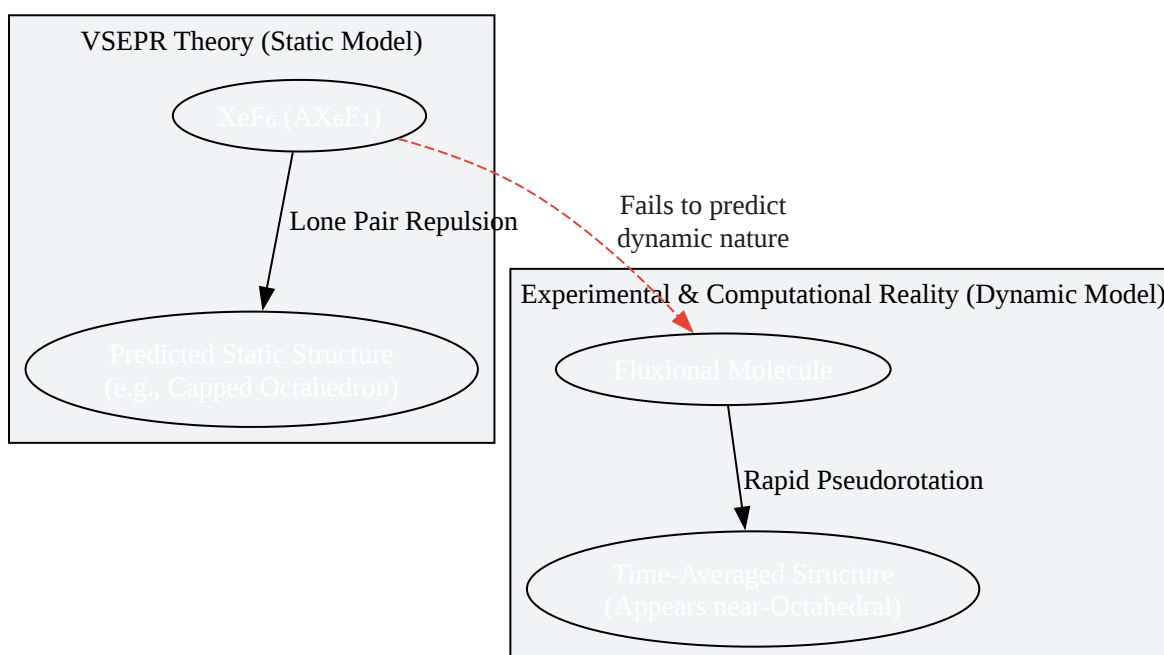 VSEPR Theory (Static Model)
XeF₆ (AX₆E₁)
Lone Pair Repulsion
Predicted Static Structure
(e.g., Capped Octahedron)
Fails to predict
dynamic nature
Experimental & Computational Reality (Dynamic Model)
Fluxional Molecule
Rapid Pseudorotation
Time-Averaged Structure
(Appears near-Octahedral)